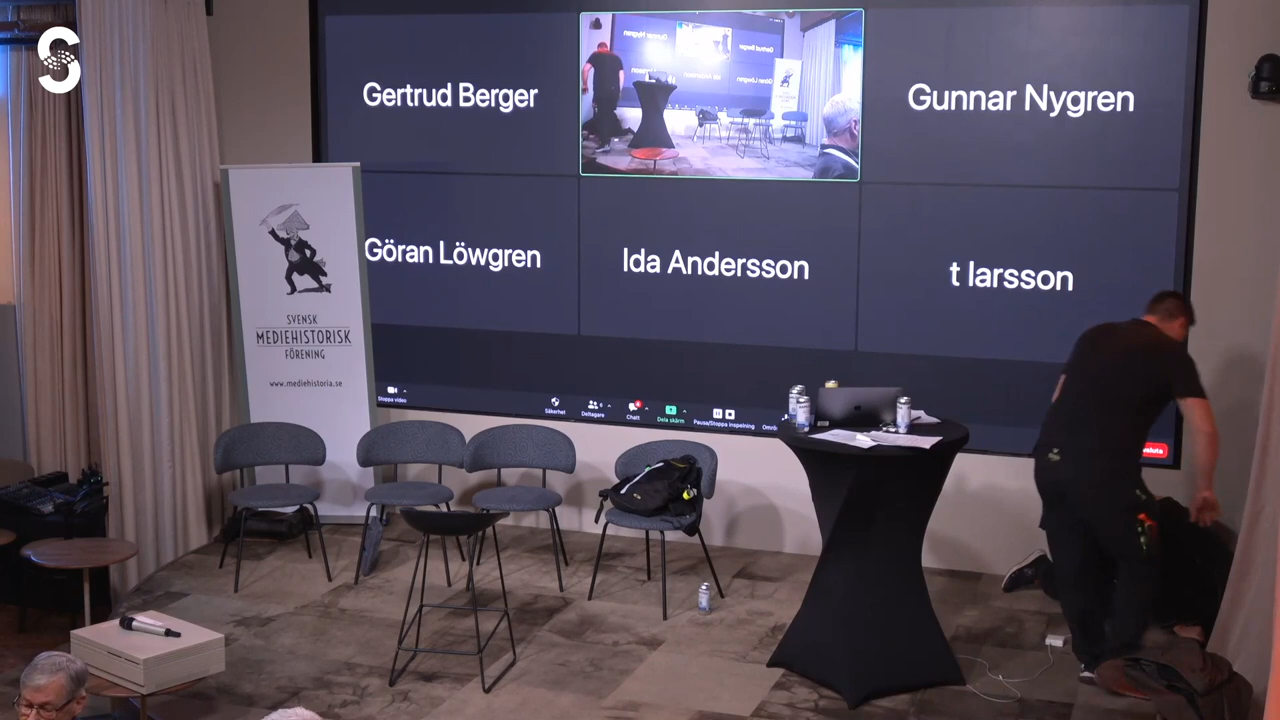 S
Gertrud Berger
Gunnar Nygren
Göran Löwgren
Ida Andersson
t larsson
SVENSK
MEDIEHISTORISK
FÖRENING
www.mediehistoria.se
Stoppa video
Säkerhet
Deltagare
Chatt
Dela skärm
Pausa/Stoppa inspelning